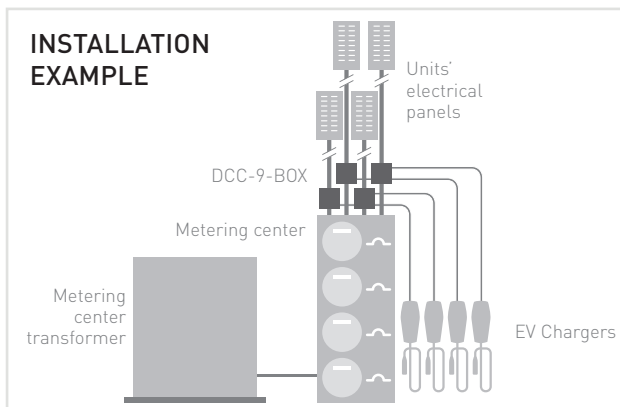 INSTALLATION
EXAMPLE
Units'
electrical
panels
DCC-9-BOX
Metering center
Metering
center
transformer
EV Chargers